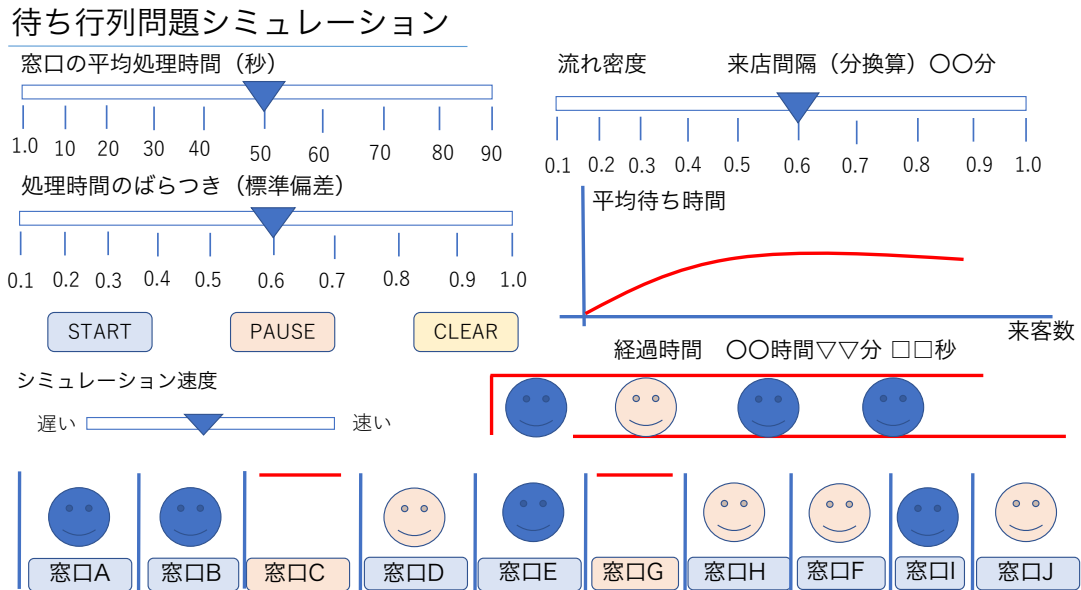 待ち行列問題シミュレーション
窓口の平均処理時間（秒）
1.0 10 20 30 40 50 60 70 80 90
処理時間のばらつき（標準偏差）
0.1 0.2 0.3 0.4 0.5 0.6 0.7 0.8 0.9 1.0
START PAUSE CLEAR
シミュレーション速度
遅い 速い
流れ密度 来店間隔（分換算）〇〇分
0.1 0.2 0.3 0.4 0.5 0.6 0.7 0.8 0.9 1.0
平均待ち時間
来客数
経過時間 〇〇時間▽▽分 □□秒
窓口A 窓口B 窓口C 窓口D 窓口E 窓口G 窓口H 窓口F 窓口I 窓口J